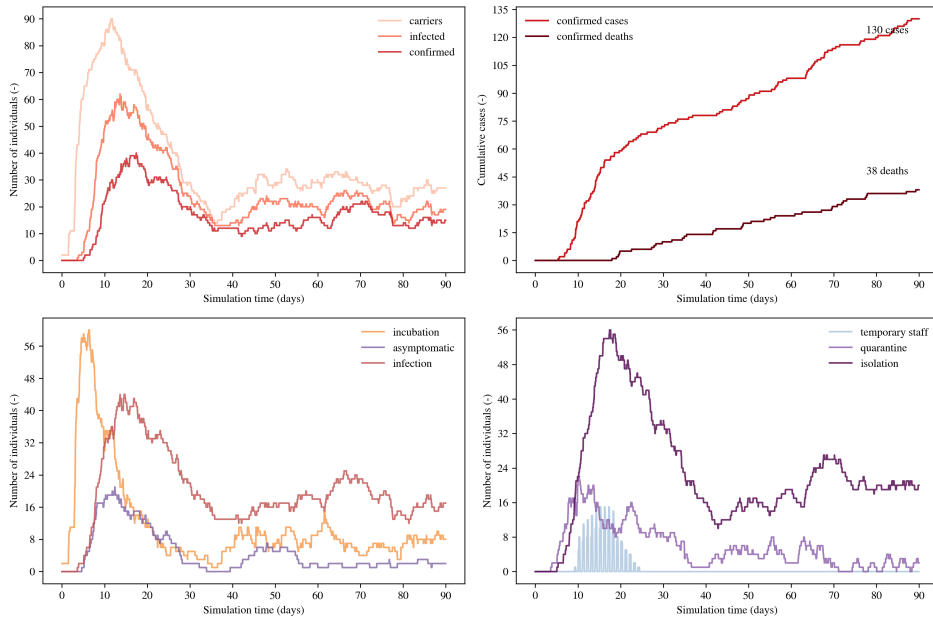 carriers
infected
confirmed
Number of individuals (-)
0 10 20 30 40 50 60 70 80 90
0 10 20 30 40 50 60 70 80 90
Simulation time (days)
confirmed cases
confirmed deaths
130 cases
38 deaths
Cumulative cases (-)
0 15 30 45 60 75 90 105 120 135
0 10 20 30 40 50 60 70 80 90
Simulation time (days)
incubation
asymptomatic
infection
Number of individuals (-)
0 8 16 24 32 40 48 56
0 10 20 30 40 50 60 70 80 90
Simulation time (days)
temporary staff
quarantine
isolation
Number of individuals (-)
0 8 16 24 32 40 48 56
0 10 20 30 40 50 60 70 80 90
Simulation time (days)